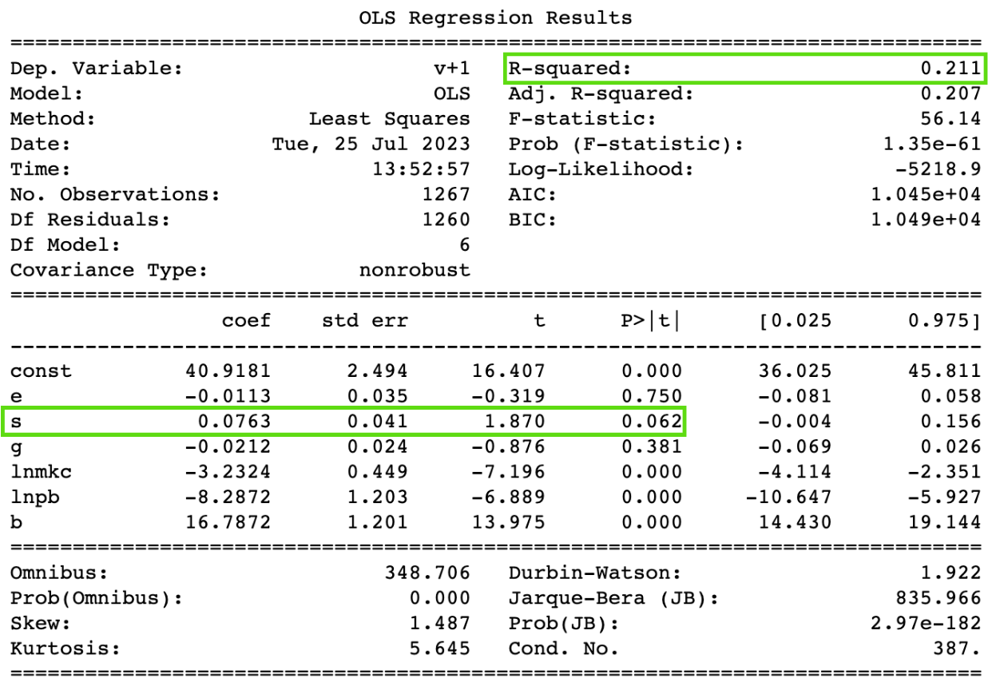 OLS Regression Results
==============================================================================
Dep. Variable:                    v+1   R-squared:                       0.211
Model:                            OLS   Adj. R-squared:                  0.207
Method:                 Least Squares   F-statistic:                     56.14
Date:                Tue, 25 Jul 2023   Prob (F-statistic):           1.35e-61
Time:                        13:52:57   Log-Likelihood:                -5218.9
No. Observations:                1267   AIC:                         1.045e+04
Df Residuals:                    1260   BIC:                         1.049e+04
Df Model:                           6
Covariance Type:            nonrobust
==============================================================================
                 coef    std err          t      P>|t|      [0.025      0.975]
------------------------------------------------------------------------------
const         40.9181      2.494     16.407      0.000      36.025      45.811
e             -0.0113      0.035     -0.319      0.750      -0.081       0.058
s              0.0763      0.041      1.870      0.062      -0.004       0.156
g             -0.0212      0.024     -0.876      0.381      -0.069       0.026
lnmkc         -3.2324      0.449     -7.196      0.000      -4.114      -2.351
lnpb          -8.2872      1.203     -6.889      0.000     -10.647      -5.927
b             16.7872      1.201     13.975      0.000      14.430      19.144
==============================================================================
Omnibus:                      348.706   Durbin-Watson:                   1.922
Prob(Omnibus):                  0.000   Jarque-Bera (JB):              835.966
Skew:                           1.487   Prob(JB):                    2.97e-182
Kurtosis:                       5.645   Cond. No.                         387.
==============================================================================